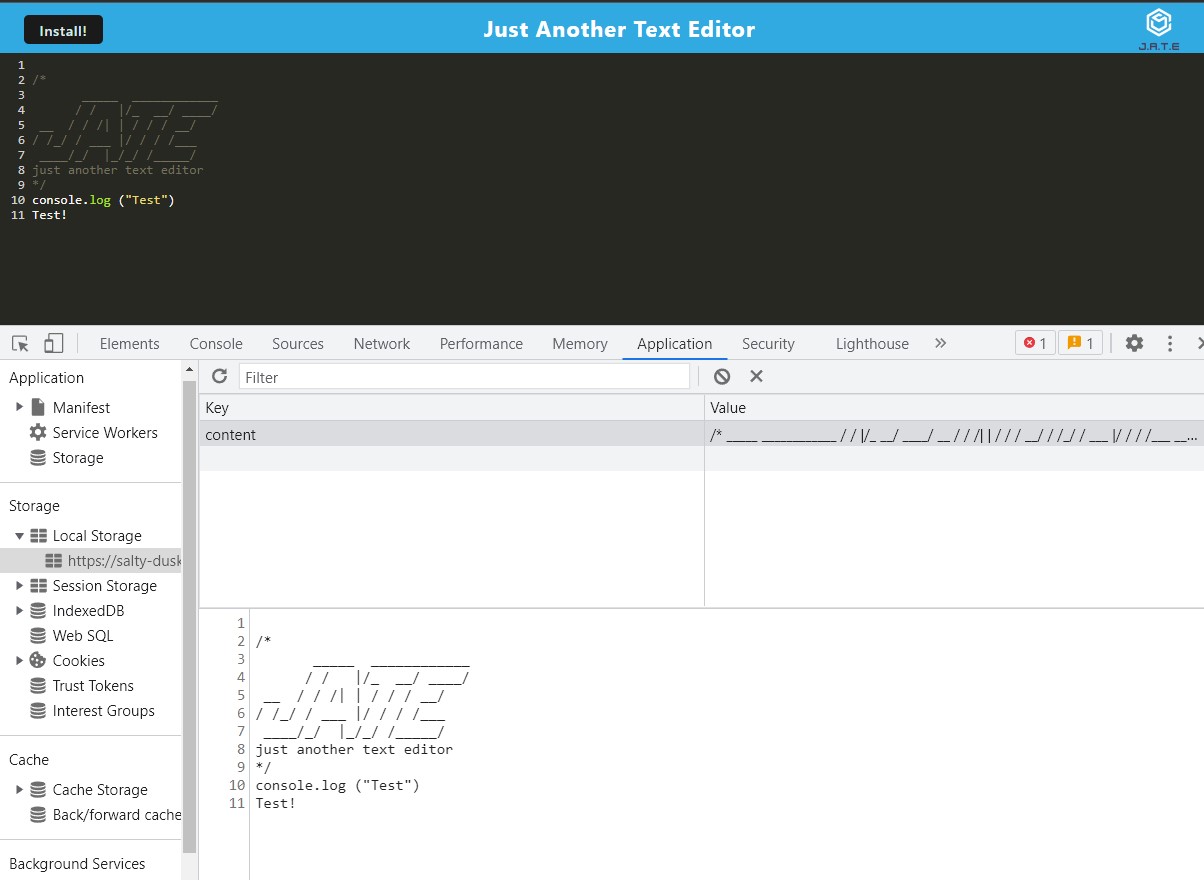 Install!
Just Another Text Editor
J.A.T.E
1
2 /*
3        _____  ____________
4       / /   |/_  __/ ____/
5  __  / / /| | / / / __/
6 / /_/ / ___ |/ / / /___
7  ____/_/  |_/_/ /_____/
8 just another text editor
9 */
10 console.log ("Test")
11 Test!
Elements Console Sources Network Performance Memory Application Security Lighthouse » 1 1
Application
Manifest
Service Workers
Storage
Storage
Local Storage
https://salty-dusk
Session Storage
IndexedDB
Web SQL
Cookies
Trust Tokens
Interest Groups
Cache
Cache Storage
Back/forward cache
Background Services
Filter
Key Value
content /* _____ ____________ / / |/_ __/ ____/ __ / / /| | / / / __/ / /_/ / ___ |/ / / /___ __...
1
2 /*
3        _____  ____________
4       / /   |/_  __/ ____/
5  __  / / /| | / / / __/
6 / /_/ / ___ |/ / / /___
7  ____/_/  |_/_/ /_____/
8 just another text editor
9 */
10 console.log ("Test")
11 Test!